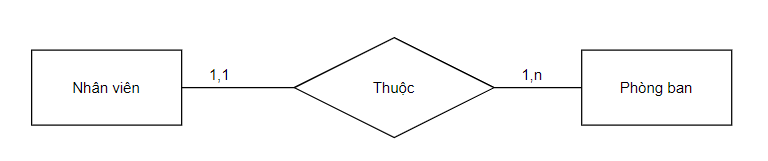 Nhân viên
1,1
Thuộc
1,n
Phòng ban